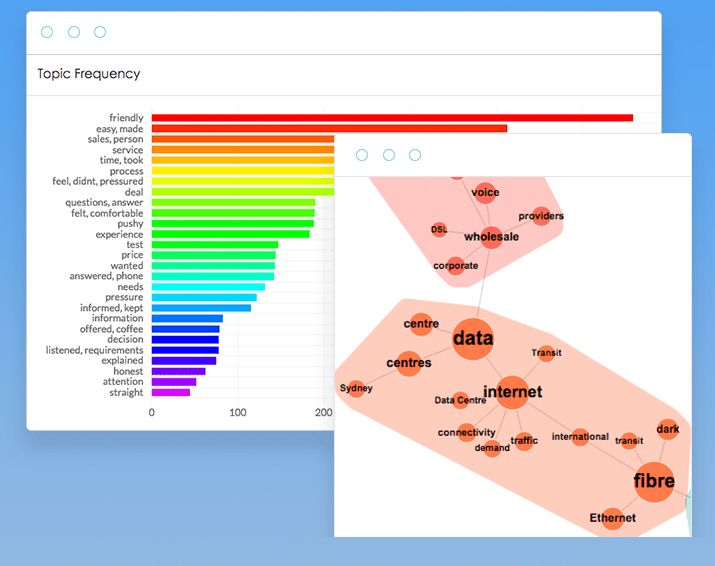 Topic Frequency
friendly
easy, made
sales, person
service
time, took
process
feel, didnt, pressured
deal
questions, answer
felt, comfortable
pushy
experience
test
price
wanted
answered, phone
needs
pressure
informed, kept
information
offered, coffee
decision
listened, requirements
explained
honest
attention
straight
0 100 200
voice
providers
DSL
wholesale
corporate
centre
data
Transit
centres
Sydney
internet
Data Centre
connectivity
demand
traffic
international
transit
dark
fibre
Ethernet